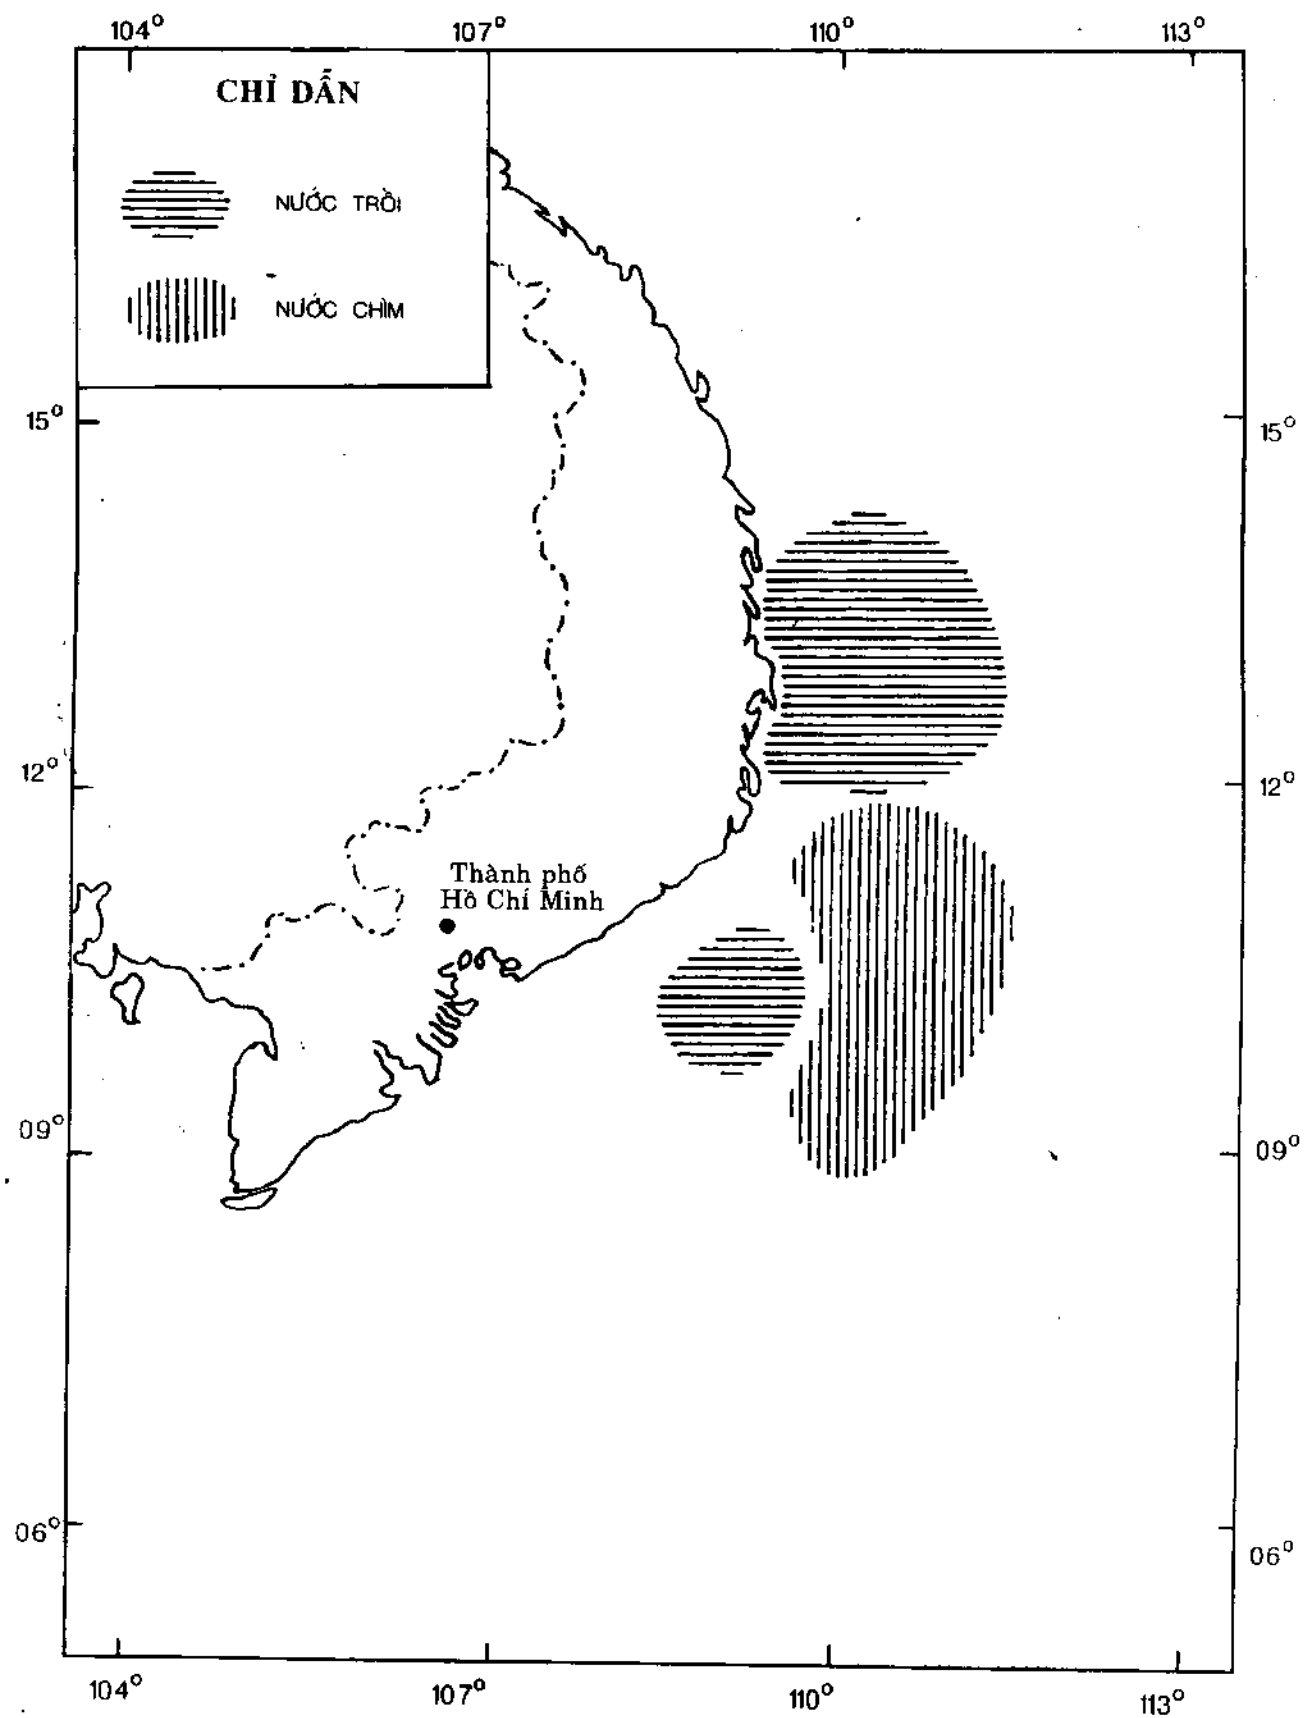 104° 107° 110° 113°
CHỈ DẪN
NƯỚC TRỒI
NƯỚC CHÌM
15° 15°
12° 12°
Thành phố
Hồ Chí Minh
09° 09°
06° 06°
104° 107° 110° 113°